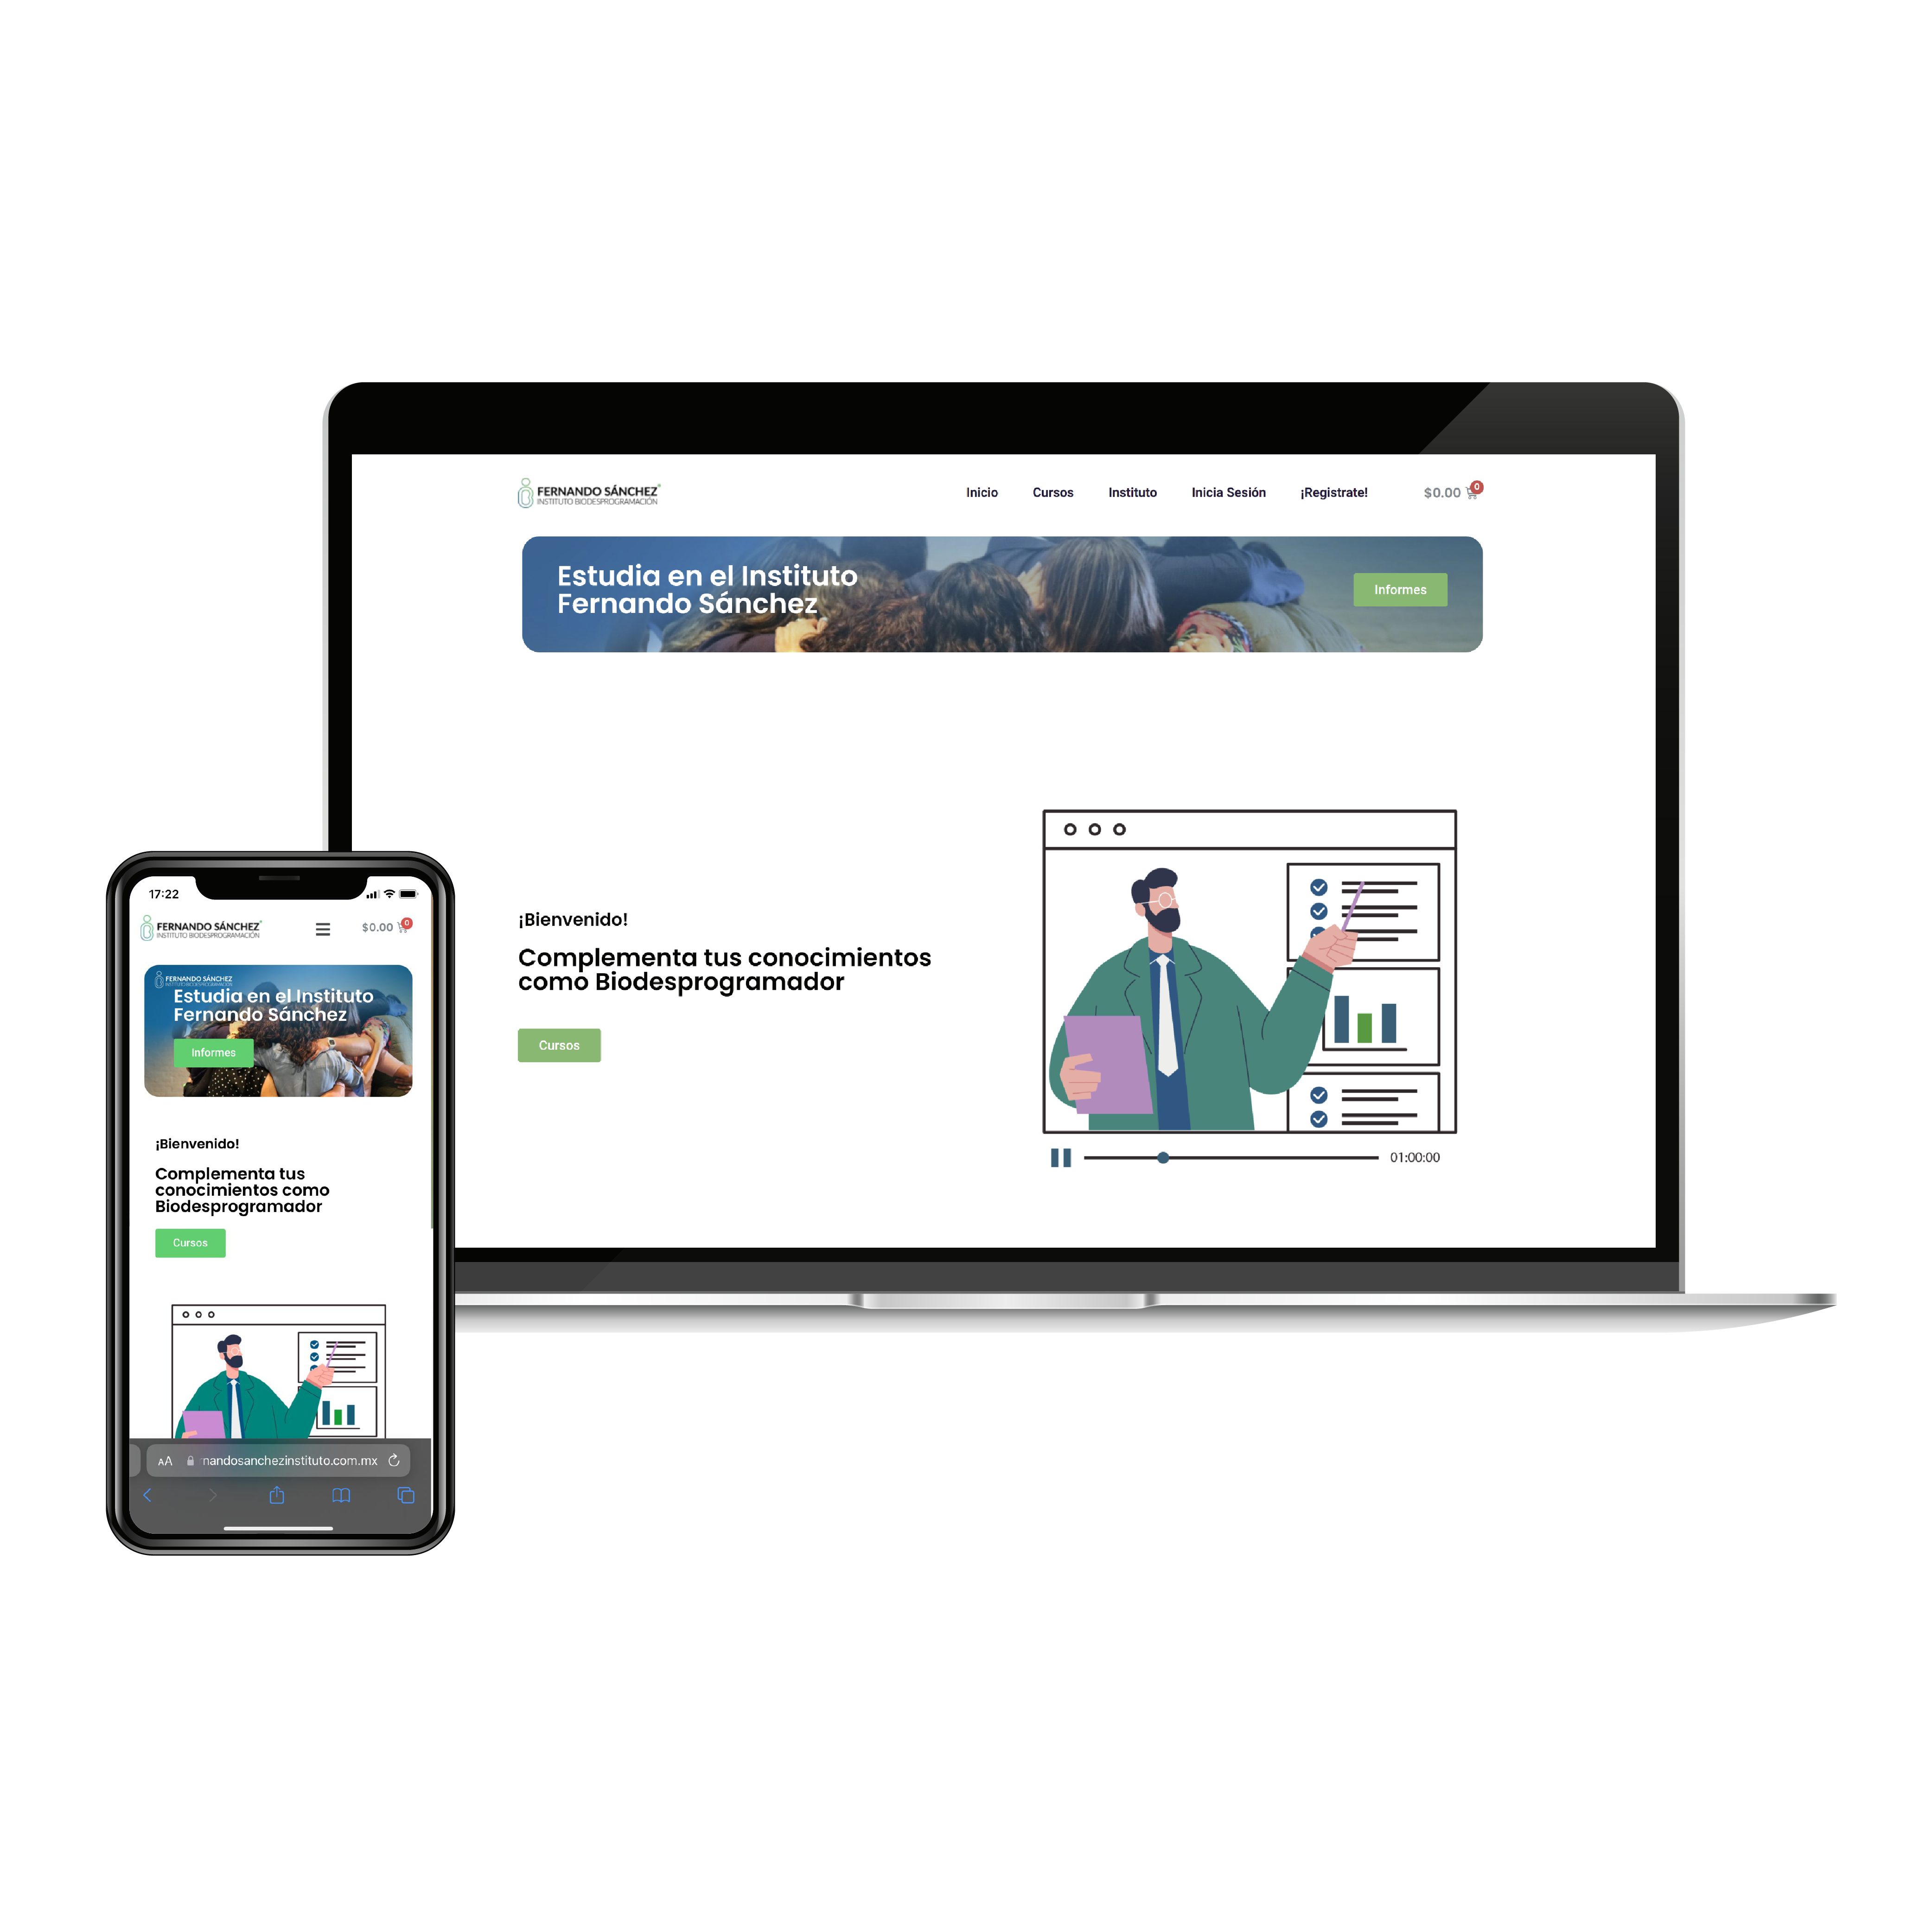 FERNANDO SÁNCHEZ®
INSTITUTO BIODESPROGRAMACIÓN
Inicio Cursos Instituto Inicia Sesión ¡Registrate! $0.00 0
Estudia en el Instituto
Fernando Sánchez
Informes
¡Bienvenido!
Complementa tus conocimientos
como Biodesprogramador
Cursos
01:00:00
17:22
FERNANDO SÁNCHEZ®
INSTITUTO BIODESPROGRAMACIÓN
$0.00 0
FERNANDO SÁNCHEZ
INSTITUTO BIODESPROGRAMACIÓN
Estudia en el Instituto
Fernando Sánchez
Informes
¡Bienvenido!
Complementa tus
conocimientos como
Biodesprogramador
Cursos
AA nandosanchezinstituto.com.mx